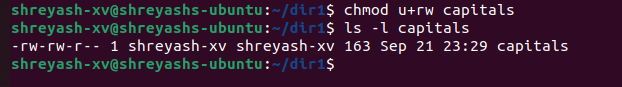 shreyash-xv@shreyashs-ubuntu:~/dir1$ chmod u+rw capitals
shreyash-xv@shreyashs-ubuntu:~/dir1$ ls -l capitals
-rw-rw-r-- 1 shreyash-xv shreyash-xv 163 Sep 21 23:29 capitals
shreyash-xv@shreyashs-ubuntu:~/dir1$